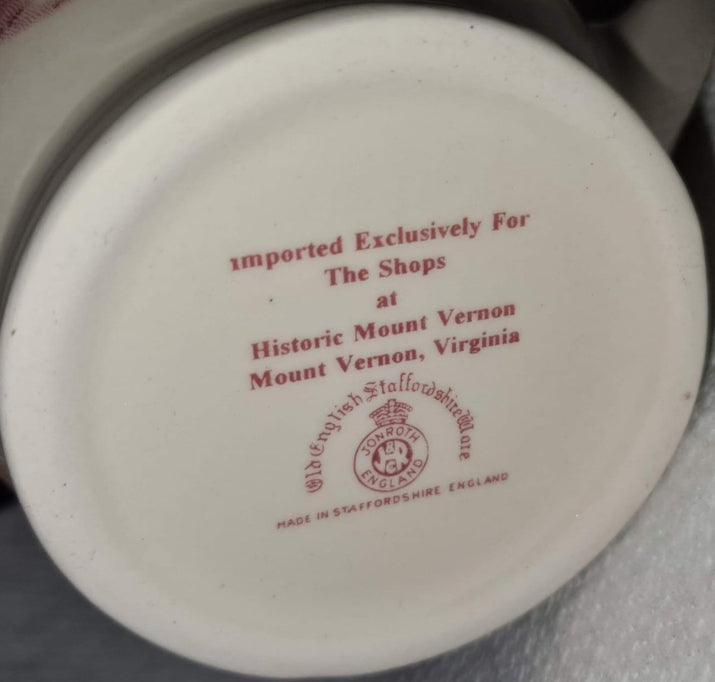 Imported Exclusively For
The Shops
at
Historic Mount Vernon
Mount Vernon, Virginia
Old English Staffordshire Ware
JONROTH
ENGLAND
MADE IN STAFFORDSHIRE ENGLAND